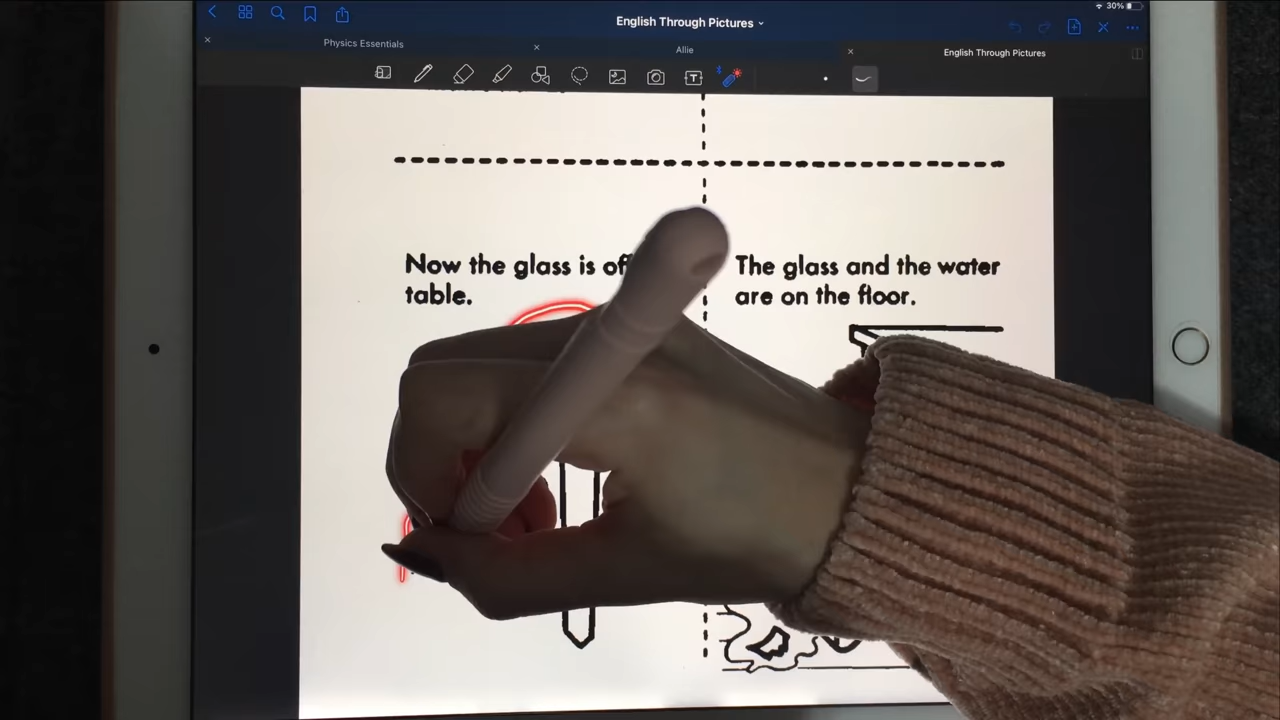 30%
English Through Pictures
Physics Essentials
Allie
English Through Pictures
T
Now the glass is
table.
The glass and the water
are on the floor.